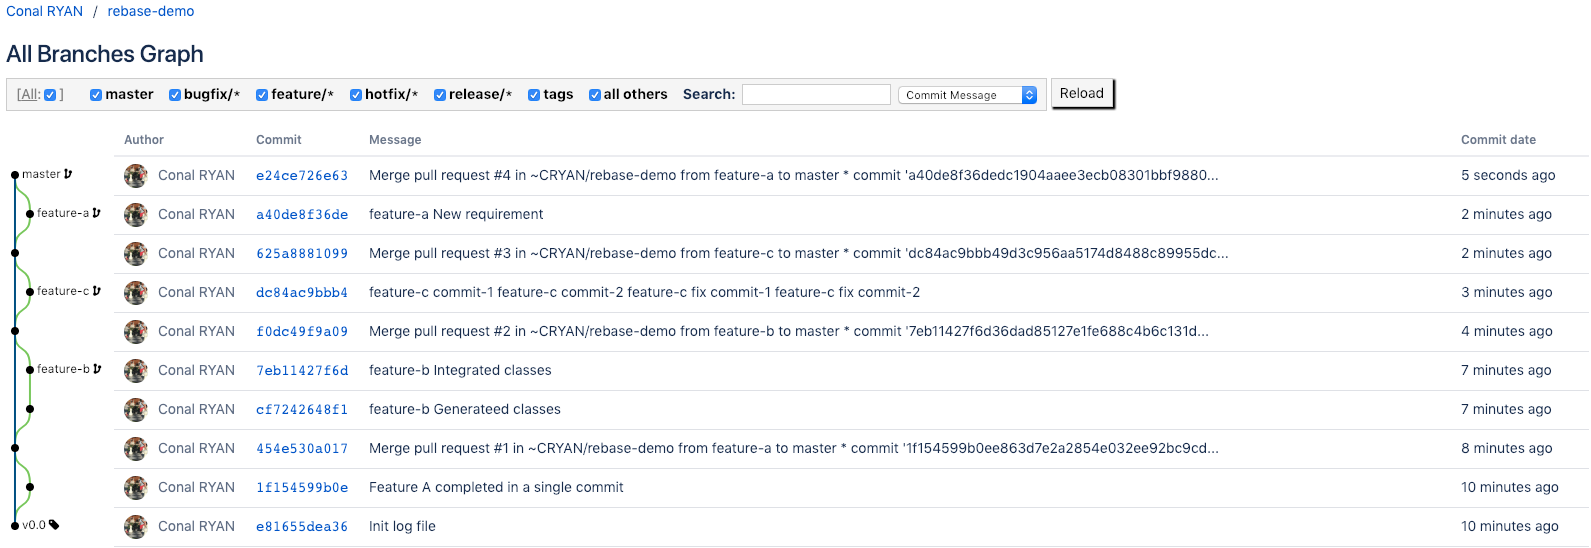 Conal RYAN / rebase-demo
All Branches Graph
[All: ] master bugfix/* feature/* hotfix/* release/* tags all others Search: Commit Message Reload
Author Commit Message Commit date
master Conal RYAN e24ce726e63 Merge pull request #4 in ~CRYAN/rebase-demo from feature-a to master * commit 'a40de8f36dedc1904aaee3ecb08301bbf9880... 5 seconds ago
feature-a Conal RYAN a40de8f36de feature-a New requirement 2 minutes ago
Conal RYAN 625a8881099 Merge pull request #3 in ~CRYAN/rebase-demo from feature-c to master * commit 'dc84ac9bbb49d3c956aa5174d8488c89955dc... 2 minutes ago
feature-c Conal RYAN dc84ac9bbb4 feature-c commit-1 feature-c commit-2 feature-c fix commit-1 feature-c fix commit-2 3 minutes ago
Conal RYAN f0dc49f9a09 Merge pull request #2 in ~CRYAN/rebase-demo from feature-b to master * commit '7eb11427f6d36dad85127e1fe688c4b6c131d... 4 minutes ago
feature-b Conal RYAN 7eb11427f6d feature-b Integrated classes 7 minutes ago
Conal RYAN cf7242648f1 feature-b Generateed classes 7 minutes ago
Conal RYAN 454e530a017 Merge pull request #1 in ~CRYAN/rebase-demo from feature-a to master * commit '1f154599b0ee863d7e2a2854e032ee92bc9cd... 8 minutes ago
Conal RYAN 1f154599b0e Feature A completed in a single commit 10 minutes ago
v0.0 Conal RYAN e81655dea36 Init log file 10 minutes ago